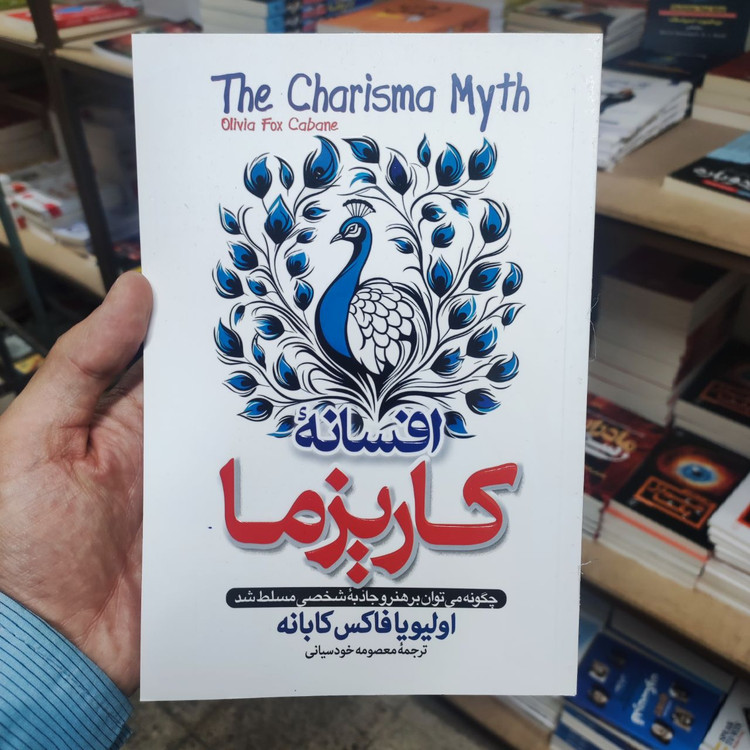 The Charisma Myth
Olivia Fox Cabane
افسانهٔ
کاریزما
چگونه می‌توان بر هنر و جاذبهٔ شخصی مسلط شد
اولیویا فاکس کابانه
ترجمهٔ معصومه خودسیانی